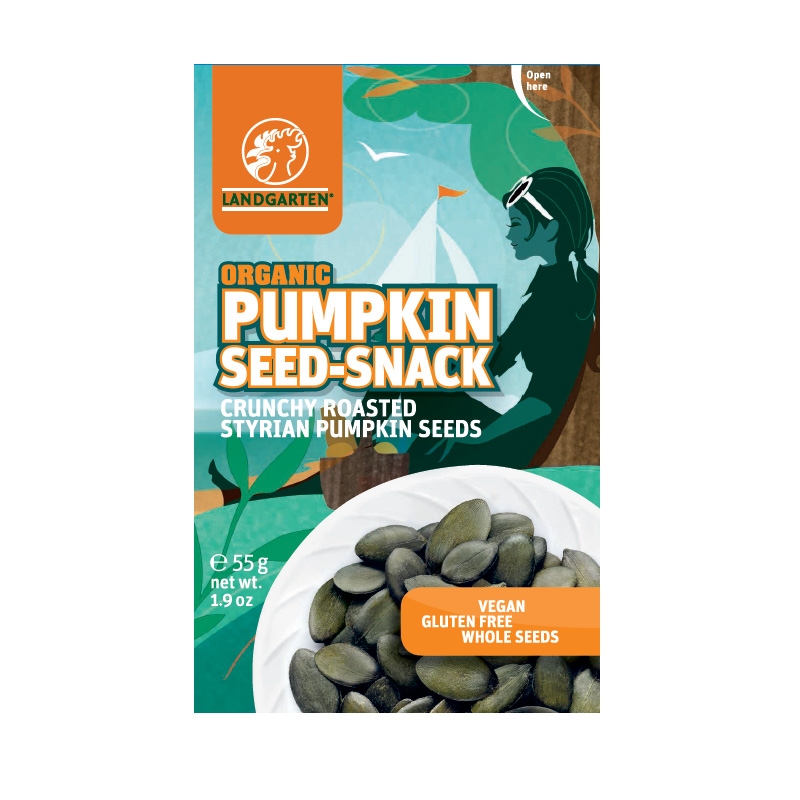 Open
here
LANDGARTEN®
ORGANIC
PUMPKIN
SEED-SNACK
CRUNCHY ROASTED
STYRIAN PUMPKIN SEEDS
℮ 55 g
net wt.
1.9 oz
VEGAN
GLUTEN FREE
WHOLE SEEDS